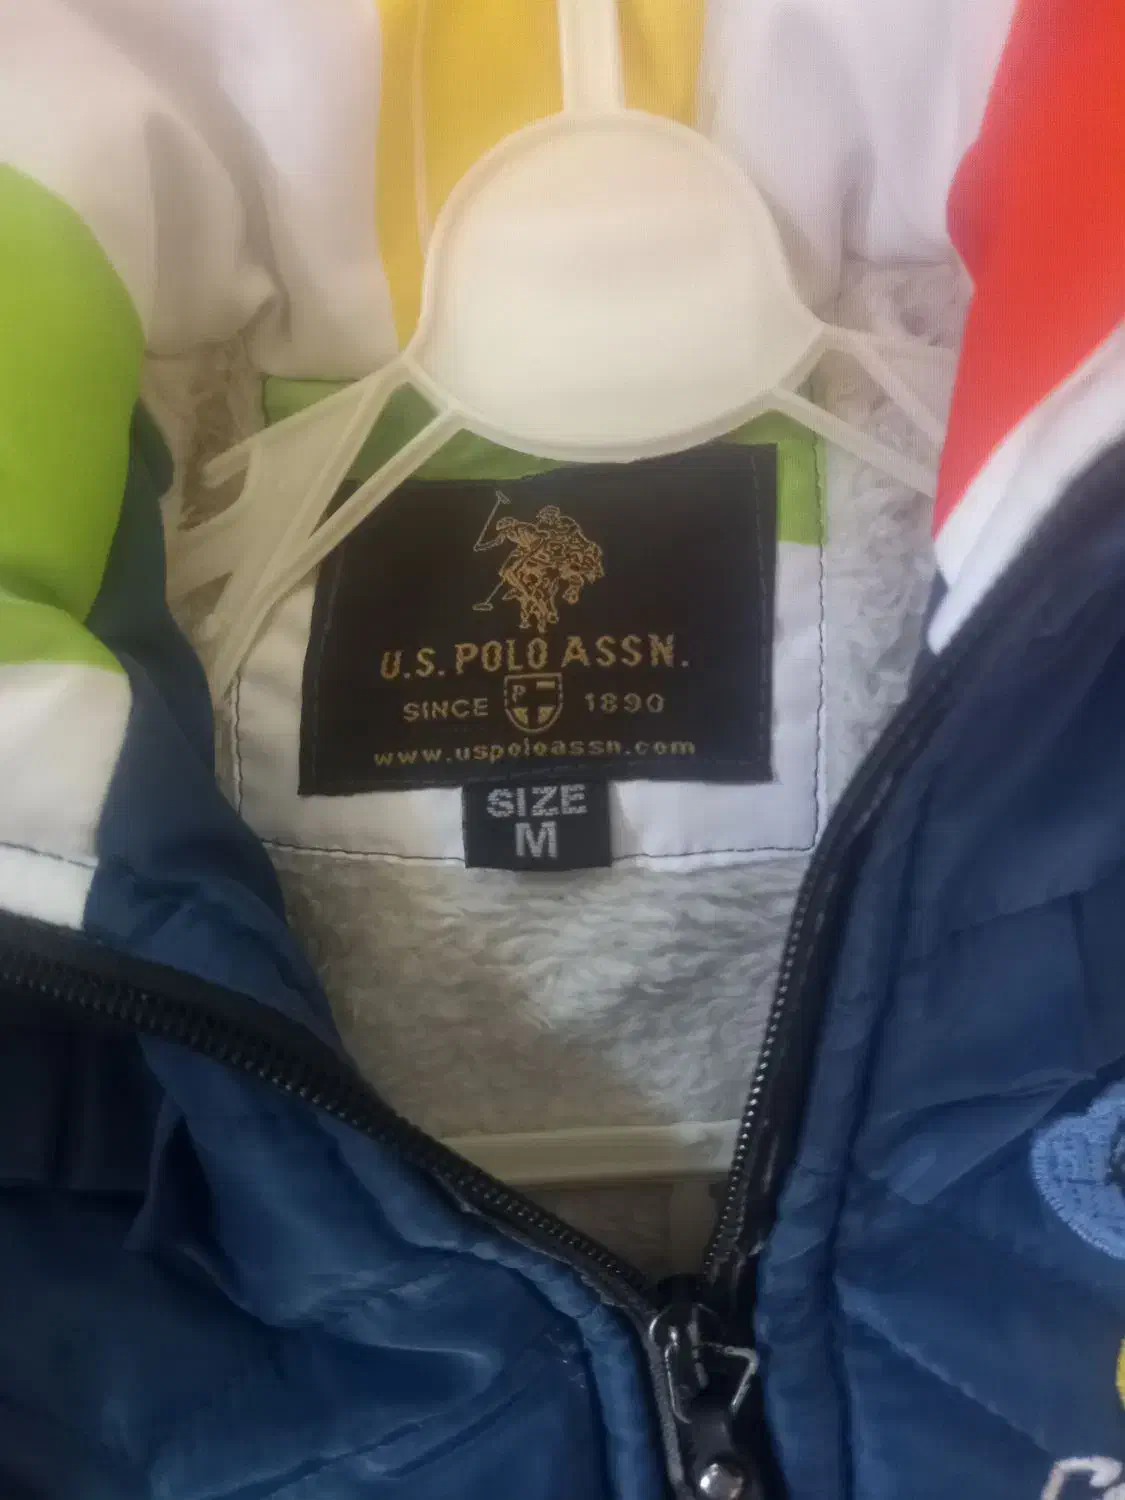 U.S. POLO ASSN.
SINCE P 1890
www.uspoloassn.com
SIZE
M